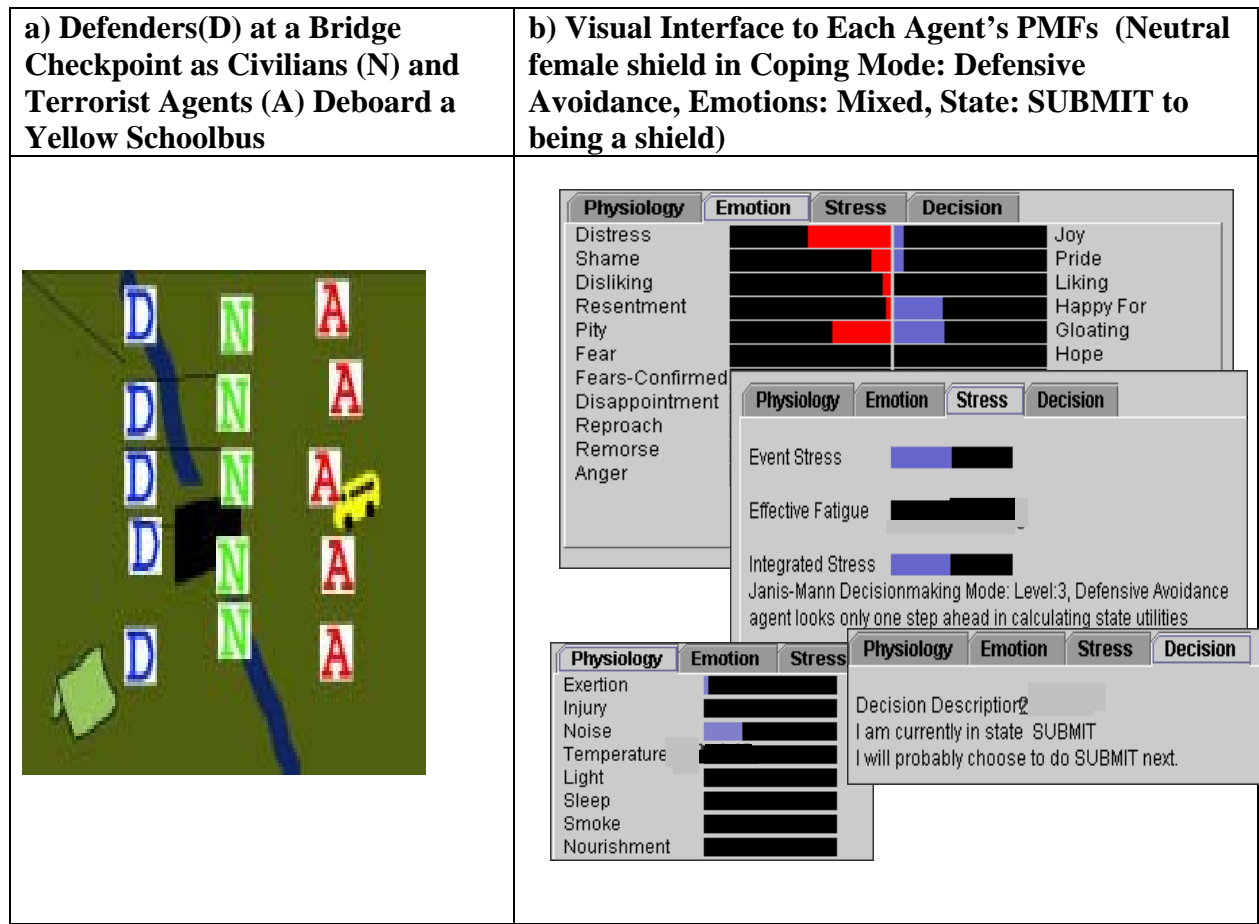 a) Defenders(D) at a Bridge
Checkpoint as Civilians (N) and
Terrorist Agents (A) Deboard a
Yellow Schoolbus
b) Visual Interface to Each Agent's PMFs (Neutral
female shield in Coping Mode: Defensive
Avoidance, Emotions: Mixed, State: SUBMIT to
being a shield)
D N A
D N A
D N A
D N A
D N A
Physiology Emotion Stress Decision
Distress Joy
Shame Pride
Disliking Liking
Resentment Happy For
Pity Gloating
Fear Hope
Fears-Confirmed
Disappointment
Reproach
Remorse
Anger
Physiology Emotion Stress Decision
Event Stress
Effective Fatigue
Integrated Stress
Janis-Mann Decisionmaking Mode: Level:3, Defensive Avoidance
agent looks only one step ahead in calculating state utilities
Physiology Emotion Stress
Exertion
Injury
Noise
Temperature
Light
Sleep
Smoke
Nourishment
Physiology Emotion Stress Decision
Decision Description
I am currently in state SUBMIT
I will probably choose to do SUBMIT next.